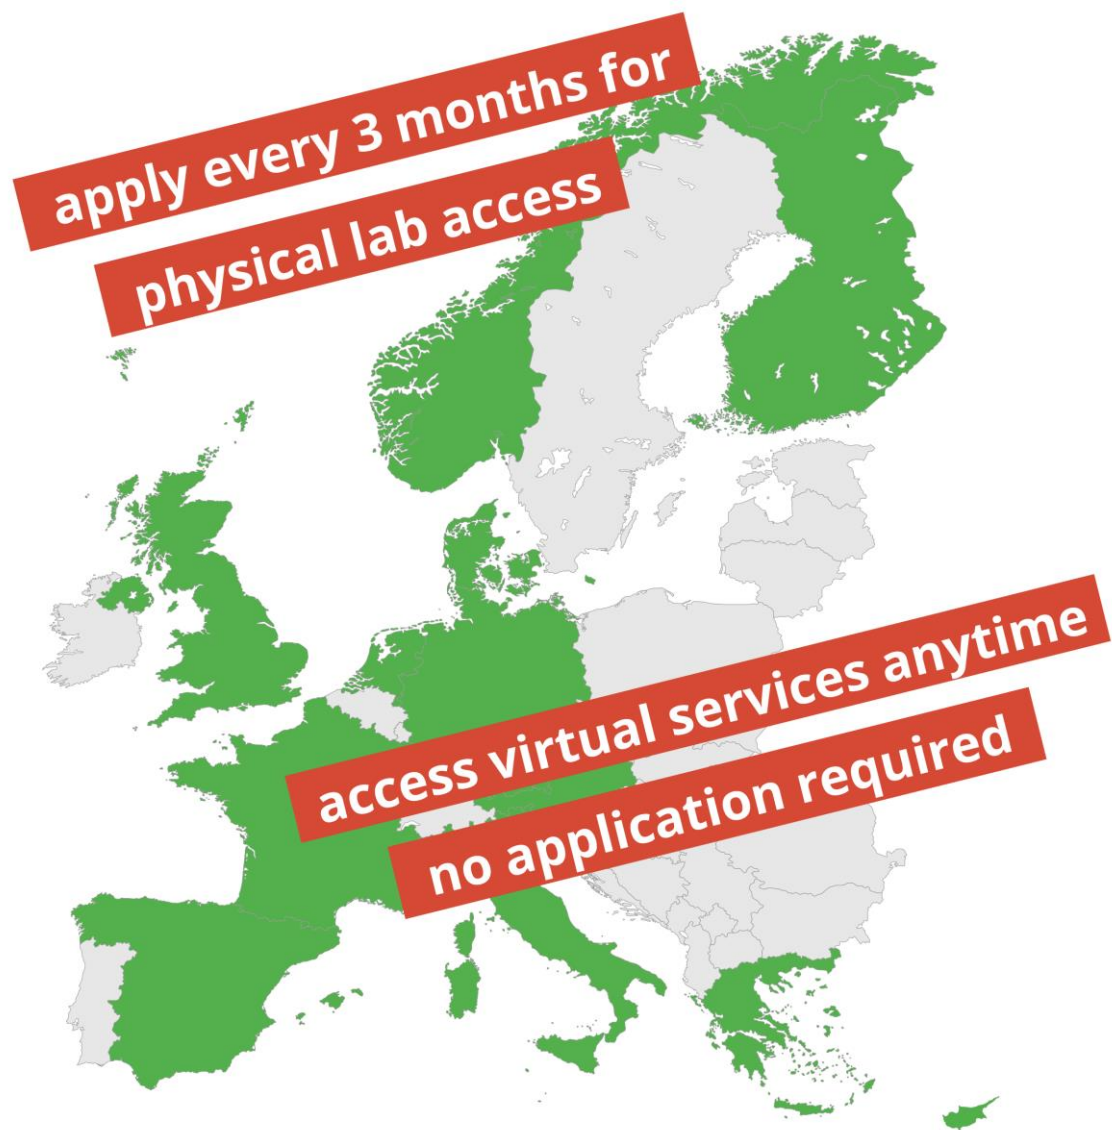 apply every 3 months for
physical lab access
access virtual services anytime
no application required